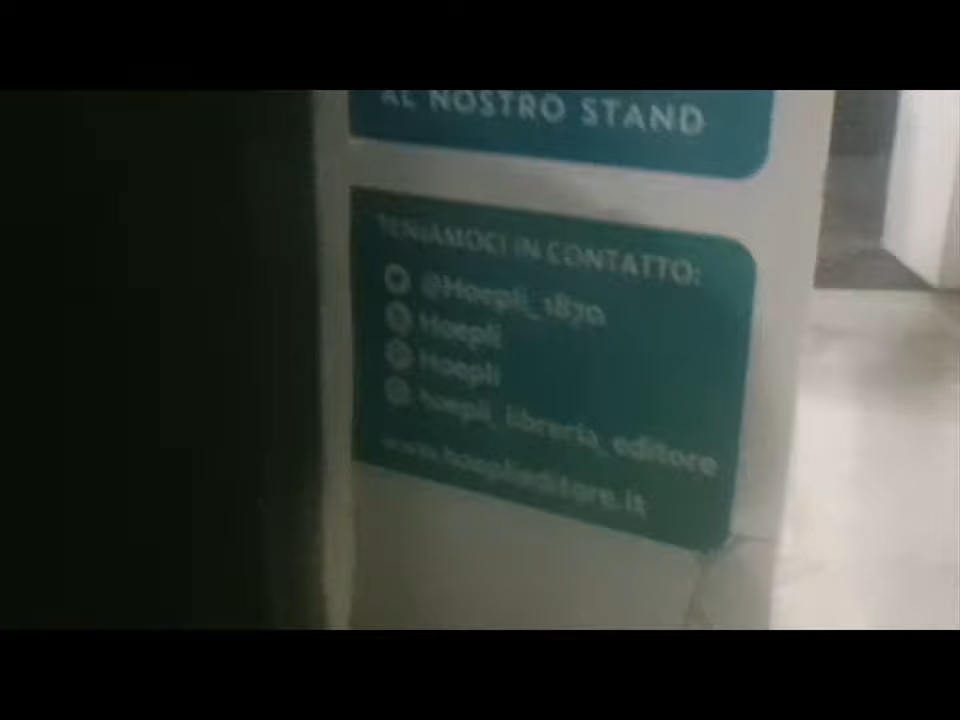 AL NOSTRO STAND
TENIAMOCI IN CONTATTO:
@Hoepli_1870
Hoepli
Hoepli
hoepli_libreria_editore
www.hoeplieditore.it